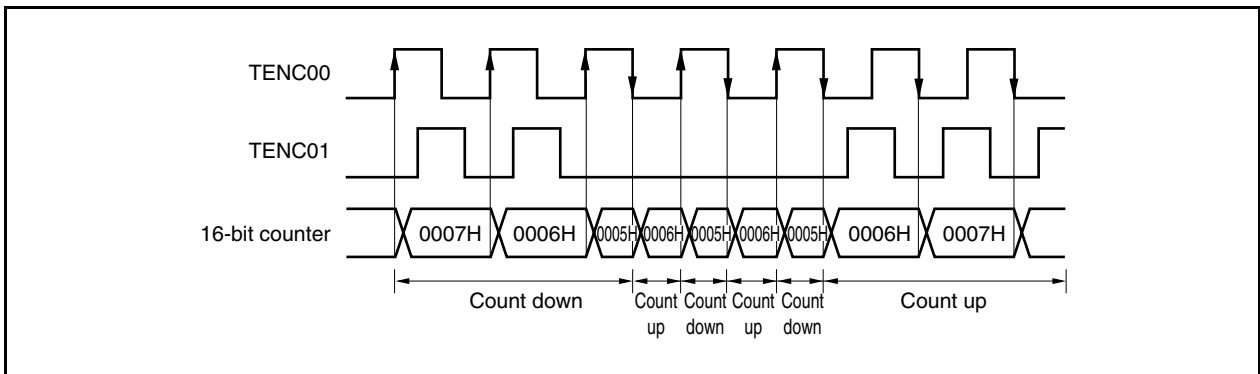 TENC00
TENC01
16-bit counter 0007H 0006H 0005H 0006H 0005H 0006H 0005H 0006H 0007H
Count down Count up Count down Count up Count down Count up